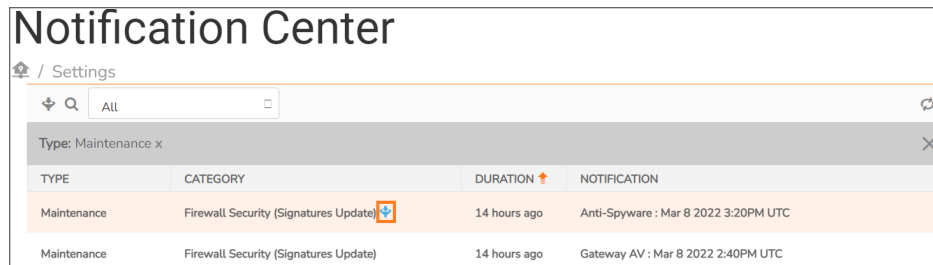 Notification Center
/ Settings
All
Type: Maintenance x
TYPE CATEGORY DURATION NOTIFICATION
Maintenance Firewall Security (Signatures Update) 14 hours ago Anti-Spyware : Mar 8 2022 3:20PM UTC
Maintenance Firewall Security (Signatures Update) 14 hours ago Gateway AV : Mar 8 2022 2:40PM UTC